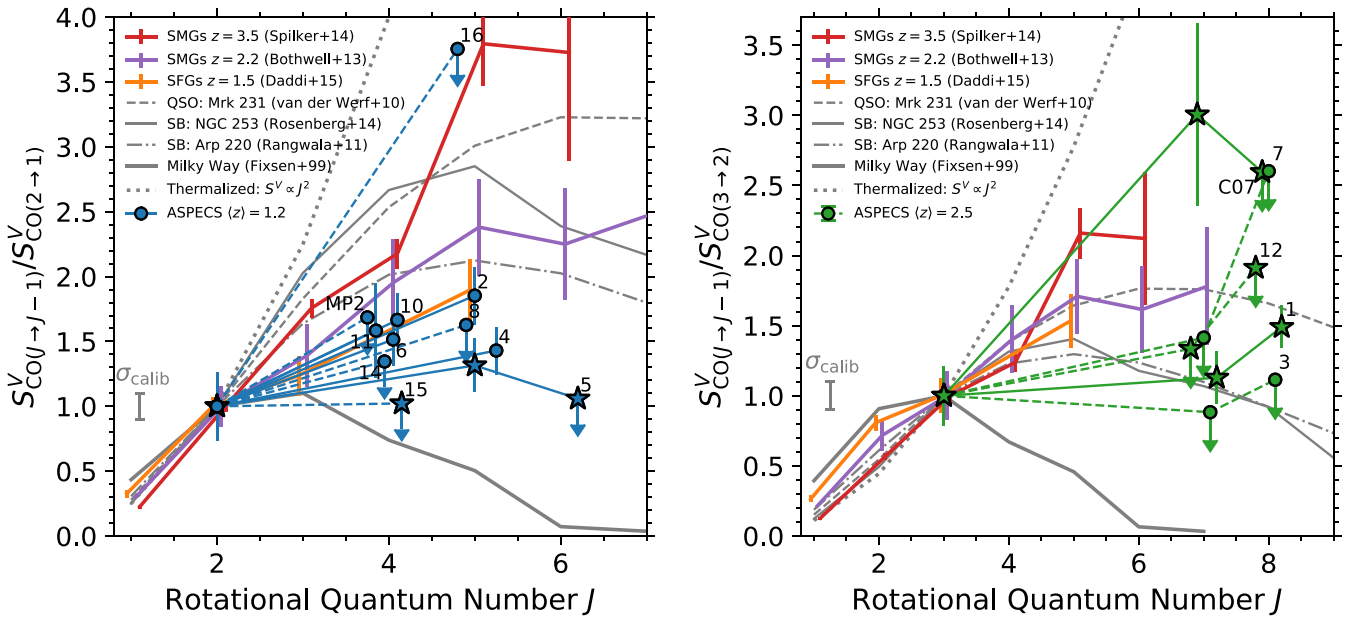 4.0
3.5
3.0
2.5
2.0
1.5
1.0
0.5
0.0
2
4
6
Rotational Quantum Number J
S^V_CO(J→J−1)/S^V_CO(2→1)
SMGs z = 3.5 (Spilker+14)
SMGs z = 2.2 (Bothwell+13)
SFGs z = 1.5 (Daddi+15)
QSO: Mrk 231 (van der Werf+10)
SB: NGC 253 (Rosenberg+14)
SB: Arp 220 (Rangwala+11)
Milky Way (Fixsen+99)
Thermalized: S^V ∝ J^2
ASPECS ⟨z⟩ = 1.2
16
MP2
10
2
8
11
6
4
14
15
5
σ_calib
3.5
3.0
2.5
2.0
1.5
1.0
0.5
0.0
2
4
6
8
Rotational Quantum Number J
S^V_CO(J→J−1)/S^V_CO(3→2)
SMGs z = 3.5 (Spilker+14)
SMGs z = 2.2 (Bothwell+13)
SFGs z = 1.5 (Daddi+15)
QSO: Mrk 231 (van der Werf+10)
SB: NGC 253 (Rosenberg+14)
SB: Arp 220 (Rangwala+11)
Milky Way (Fixsen+99)
Thermalized: S^V ∝ J^2
ASPECS ⟨z⟩ = 2.5
7
C07
12
1
3
σ_calib